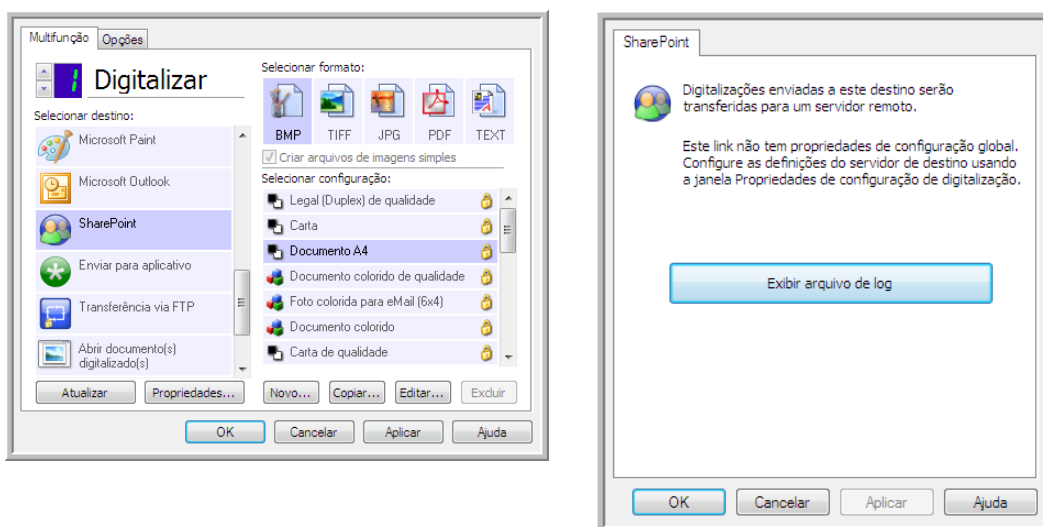 Multifunção Opções
1 Digitalizar
Selecionar destino:
Microsoft Paint
Microsoft Outlook
SharePoint
Enviar para aplicativo
Transferência via FTP
Abrir documento(s)
digitalizado(s)
Atualizar Propriedades...
Selecionar formato:
BMP TIFF JPG PDF TEXT
Criar arquivos de imagens simples
Selecionar configuração:
Legal (Duplex) de qualidade
Carta
Documento A4
Documento colorido de qualidade
Foto colorida para eMail (6x4)
Documento colorido
Carta de qualidade
Novo... Copiar... Editar... Excluir
OK Cancelar Aplicar Ajuda
SharePoint
Digitalizações enviadas a este destino serão
transferidas para um servidor remoto.
Este link não tem propriedades de configuração global.
Configure as definições do servidor de destino usando
a janela Propriedades de configuração de digitalização.
Exibir arquivo de log
OK Cancelar Aplicar Ajuda